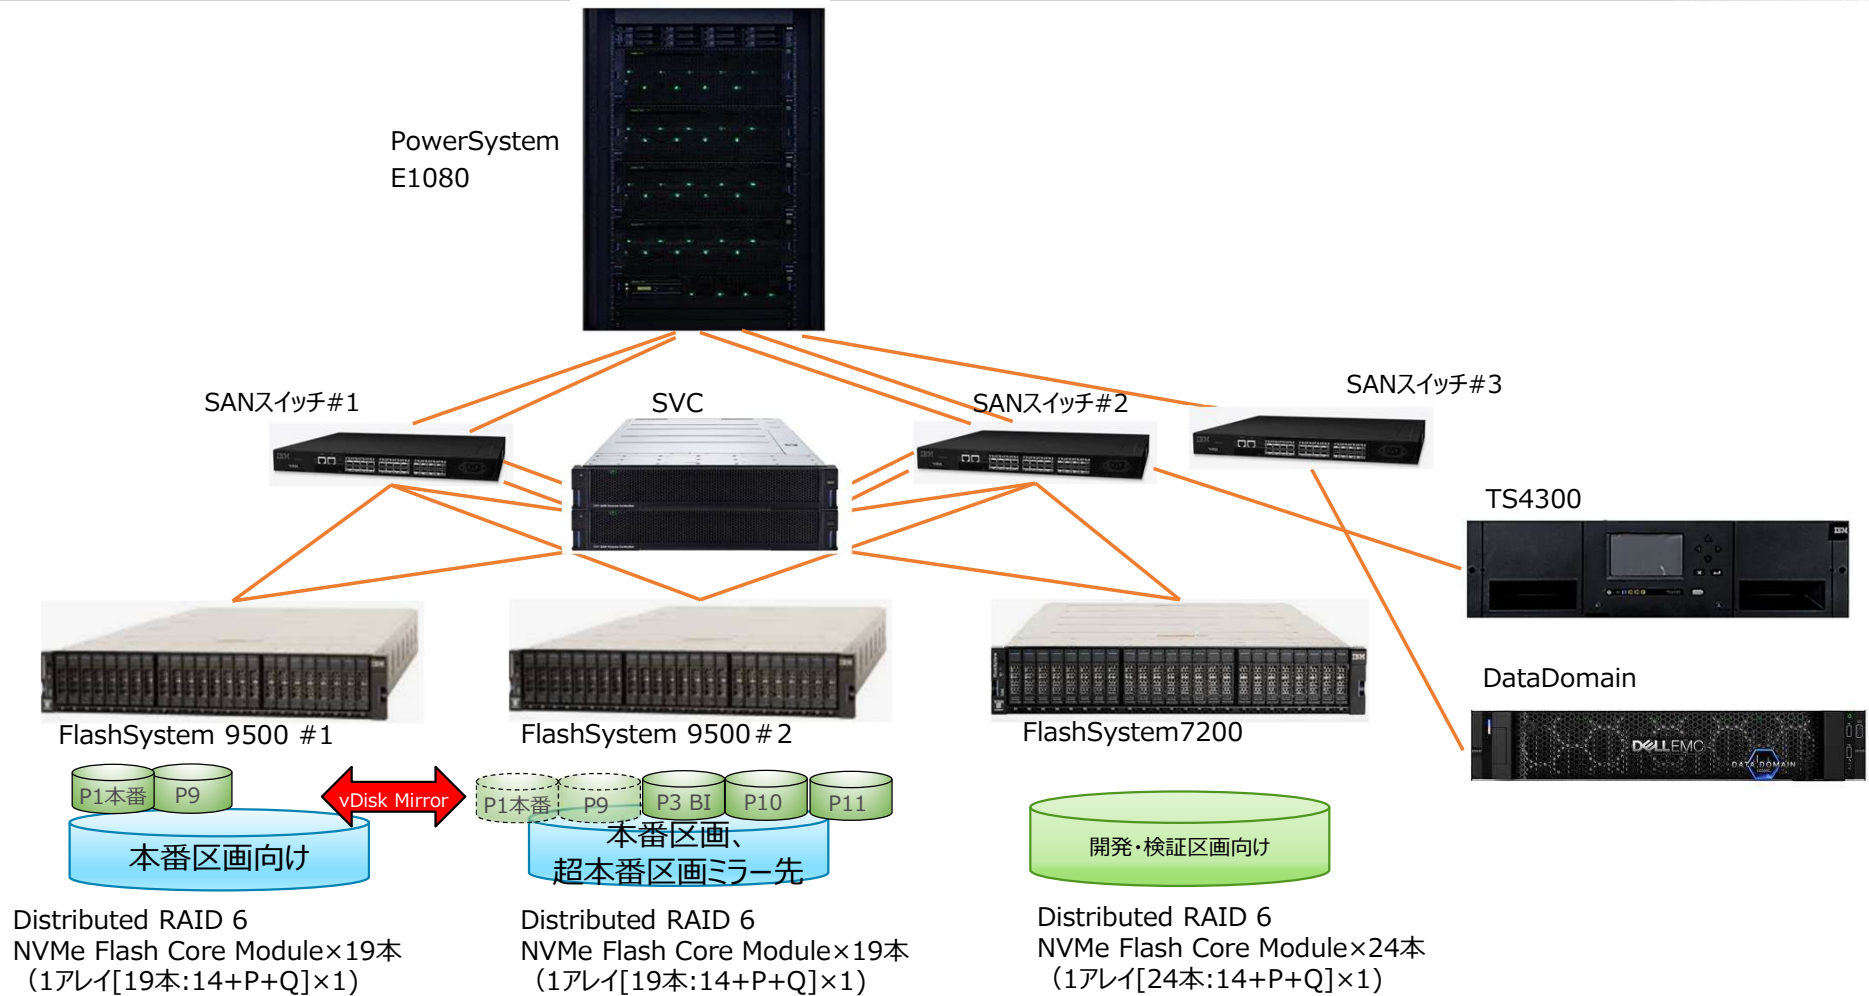 PowerSystem
E1080
SANスイッチ#1
SVC
SANスイッチ#2
SANスイッチ#3
TS4300
IBM
DataDomain
DELLEMC
DATA DOMAIN
FlashSystem 9500 #1
FlashSystem 9500#2
FlashSystem7200
P1本番
P9
vDisk Mirror
P1本番
P9
P3 BI
P10
P11
本番区画向け
本番区画、
超本番区画ミラー先
開発・検証区画向け
Distributed RAID 6
NVMe Flash Core Module×19本
（1アレイ[19本:14+P+Q]×1)
Distributed RAID 6
NVMe Flash Core Module×19本
（1アレイ[19本:14+P+Q]×1)
Distributed RAID 6
NVMe Flash Core Module×24本
（1アレイ[24本:14+P+Q]×1)